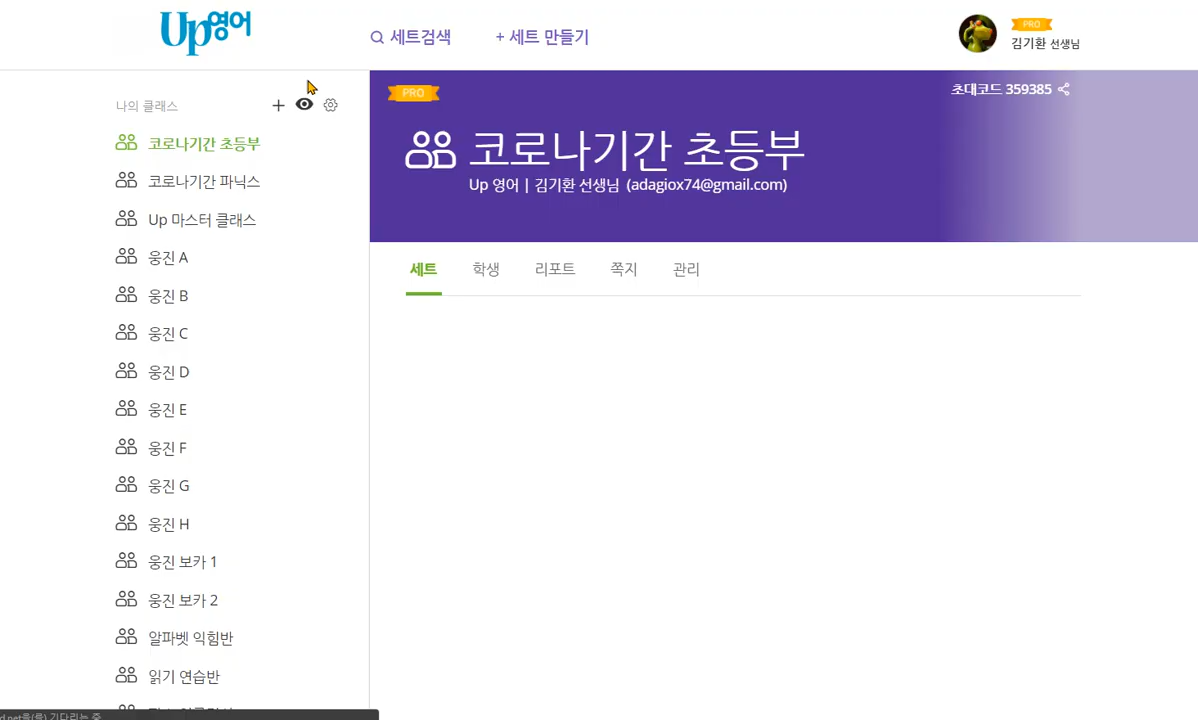 Up영어
세트검색
+ 세트 만들기
PRO
김기환 선생님
나의 클래스
코로나기간 초등부
코로나기간 파닉스
Up 마스터 클래스
웅진 A
웅진 B
웅진 C
웅진 D
웅진 E
웅진 F
웅진 G
웅진 H
웅진 보카 1
웅진 보카 2
알파벳 익힘반
읽기 연습반
PRO
초대코드 359385
코로나기간 초등부
Up 영어 | 김기환 선생님 (adagiox74@gmail.com)
세트
학생
리포트
쪽지
관리